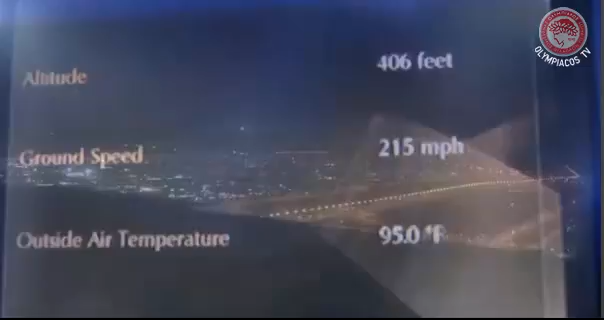 OLYMPIACOS TV
Altitude 406 feet
Ground Speed 215 mph
Outside Air Temperature 95.0 °F